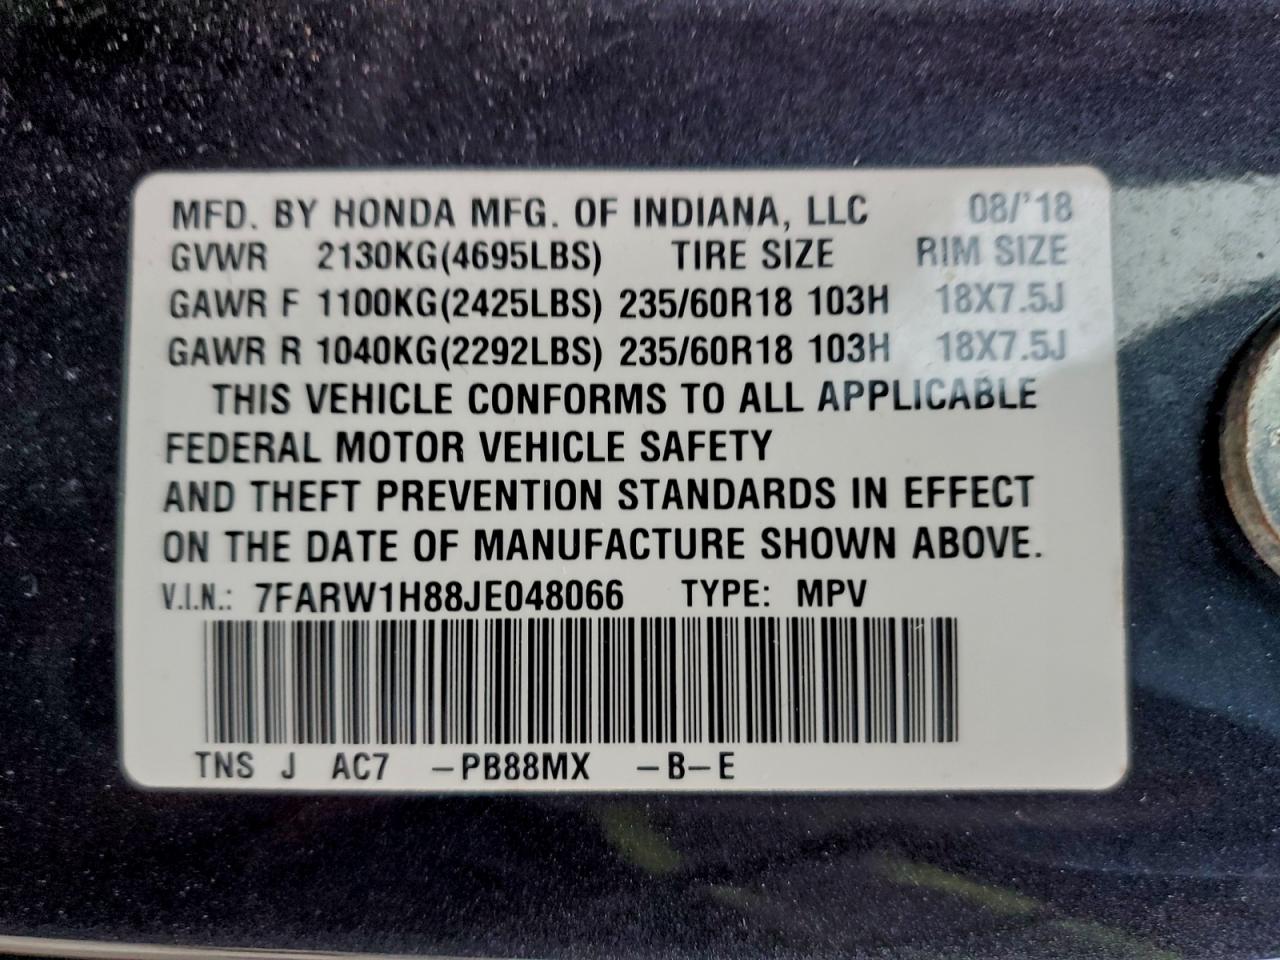 MFD. BY HONDA MFG. OF INDIANA, LLC 08/'18
GVWR 2130KG(4695LBS) TIRE SIZE RIM SIZE
GAWR F 1100KG(2425LBS) 235/60R18 103H 18X7.5J
GAWR R 1040KG(2292LBS) 235/60R18 103H 18X7.5J
THIS VEHICLE CONFORMS TO ALL APPLICABLE
FEDERAL MOTOR VEHICLE SAFETY
AND THEFT PREVENTION STANDARDS IN EFFECT
ON THE DATE OF MANUFACTURE SHOWN ABOVE.
V.I.N.: 7FARW1H88JE048066 TYPE: MPV
TNS J AC7 -PB88MX -B-E